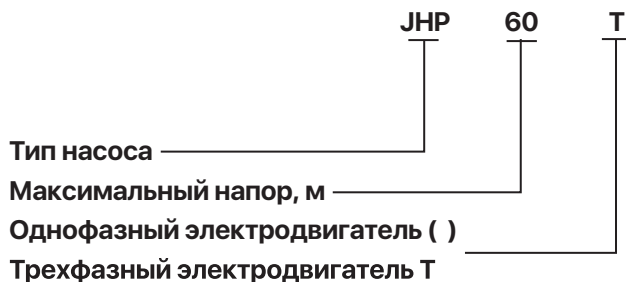 JHP 60 T
Тип насоса
Максимальный напор, м
Однофазный электродвигатель ( )
Трехфазный электродвигатель Т